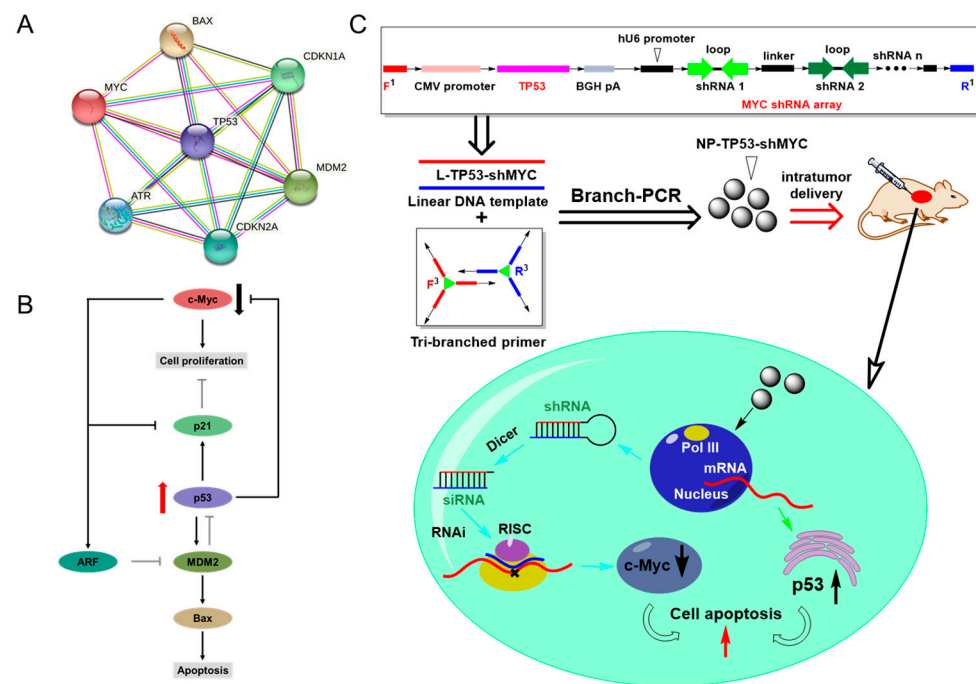 A
BAX
CDKN1A
MYC
TP53
MDM2
ATR
CDKN2A
B
c-Myc
Cell proliferation
p21
p53
ARF
MDM2
Bax
Apoptosis
C
hU6 promoter
loop
linker
loop
shRNA n
F1
CMV promoter
TP53
BGH pA
shRNA 1
shRNA 2
R1
MYC shRNA array
L-TP53-shMYC
Linear DNA template
+
F3
R3
Tri-branched primer
Branch-PCR
NP-TP53-shMYC
intratumor
delivery
shRNA
Dicer
siRNA
RNAi
RISC
Pol III
mRNA
Nucleus
c-Myc
p53
Cell apoptosis